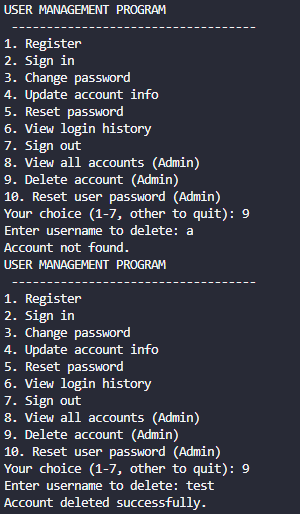 USER MANAGEMENT PROGRAM
-----------------------------------
1. Register
2. Sign in
3. Change password
4. Update account info
5. Reset password
6. View login history
7. Sign out
8. View all accounts (Admin)
9. Delete account (Admin)
10. Reset user password (Admin)
Your choice (1-7, other to quit): 9
Enter username to delete: a
Account not found.
USER MANAGEMENT PROGRAM
-----------------------------------
1. Register
2. Sign in
3. Change password
4. Update account info
5. Reset password
6. View login history
7. Sign out
8. View all accounts (Admin)
9. Delete account (Admin)
10. Reset user password (Admin)
Your choice (1-7, other to quit): 9
Enter username to delete: test
Account deleted successfully.